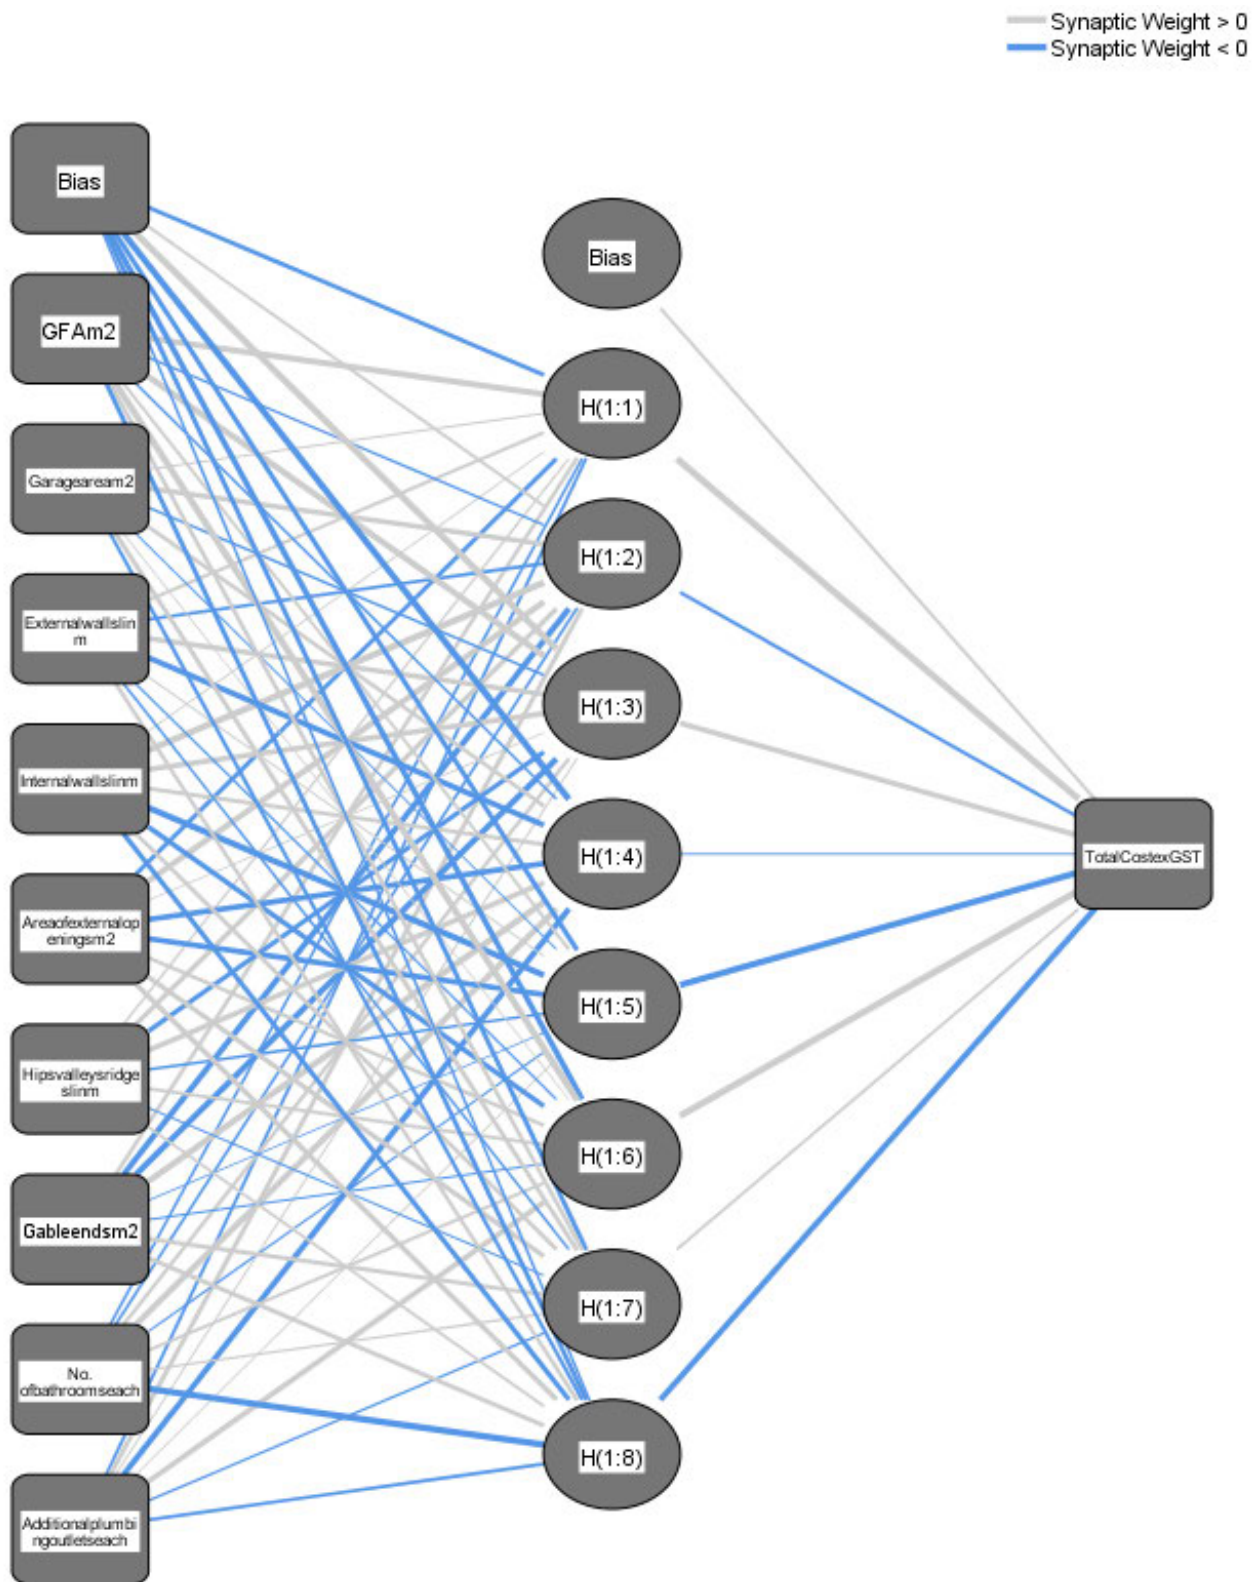 Synaptic Weight > 0
Synaptic Weight < 0
Bias
GFAm2
Garageaream2
Externalwallslin
m
Internalwallslinm
Areaofexternalop
eningsm2
Hipsvalleysridge
slinm
Gableendsm2
No.
ofbathroomseach
Additionalplumbi
ngoutletseach
Bias
H(1:1)
H(1:2)
H(1:3)
H(1:4)
H(1:5)
H(1:6)
H(1:7)
H(1:8)
TotalCostexGST